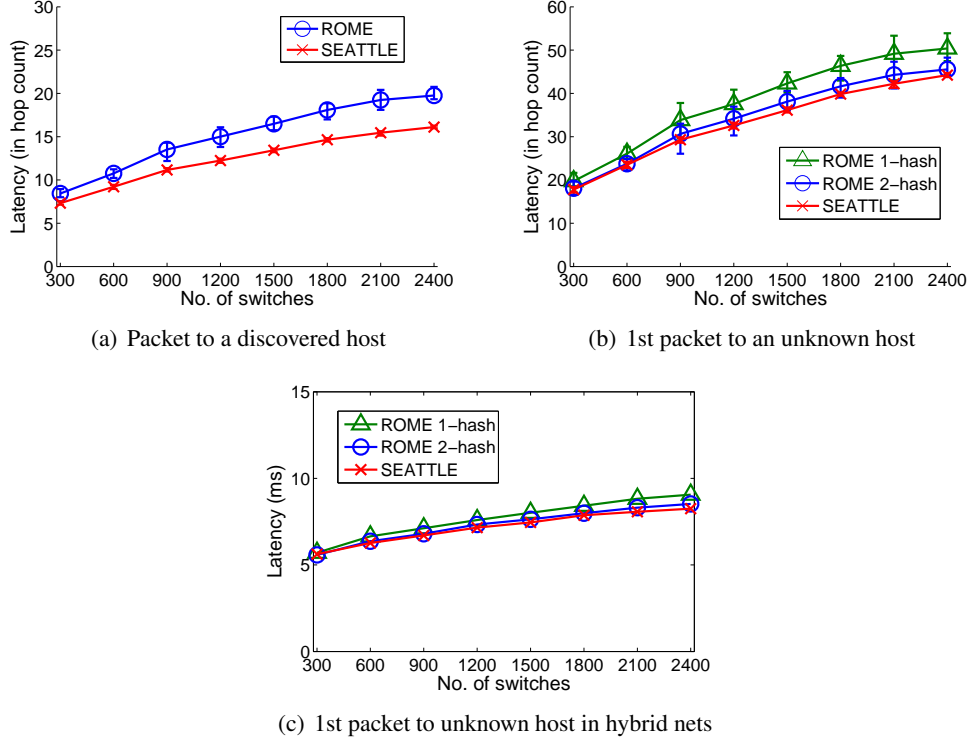 30
25
20
15
10
5
0
Latency (in hop count)
ROME
SEATTLE
300 600 900 1200 1500 1800 2100 2400
No. of switches
(a) Packet to a discovered host
60
50
40
30
20
10
0
Latency (in hop count)
ROME 1−hash
ROME 2−hash
SEATTLE
300 600 900 1200 1500 1800 2100 2400
No. of switches
(b) 1st packet to an unknown host
15
10
5
0
Latency (ms)
ROME 1−hash
ROME 2−hash
SEATTLE
300 600 900 1200 1500 1800 2100 2400
No. of switches
(c) 1st packet to unknown host in hybrid nets